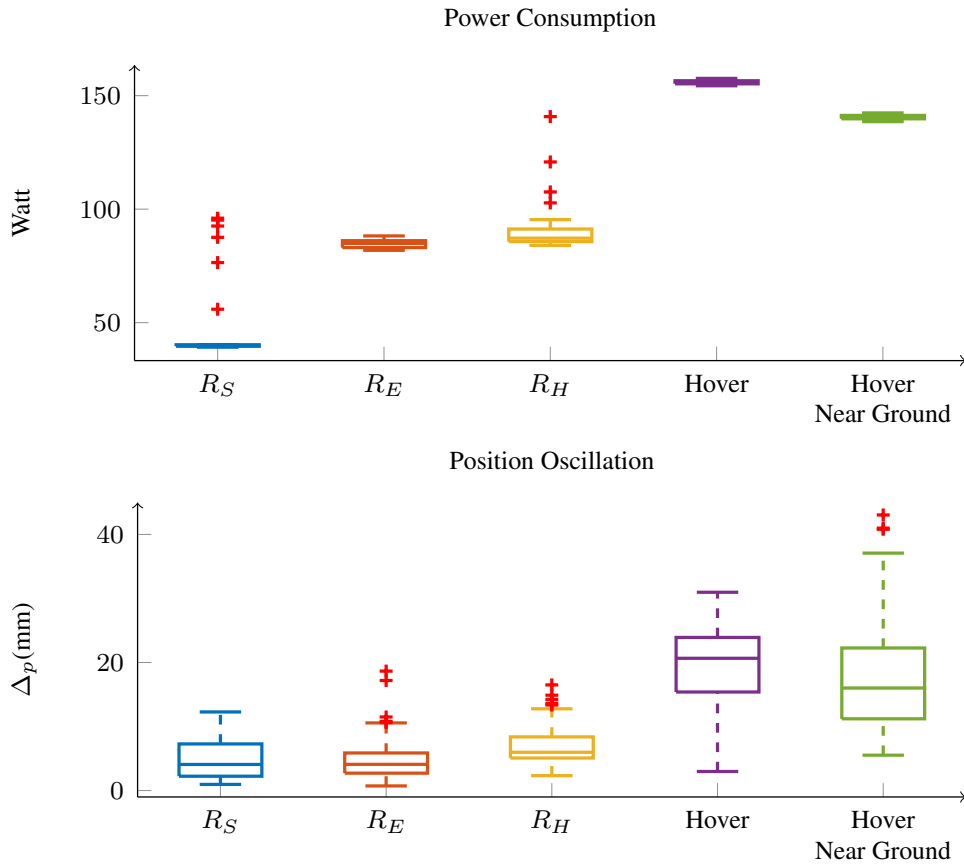 Power Consumption
Watt
150
100
50
R_S R_E R_H Hover Hover
Near Ground
Position Oscillation
Δ_p(mm)
40
20
0
R_S R_E R_H Hover Hover
Near Ground